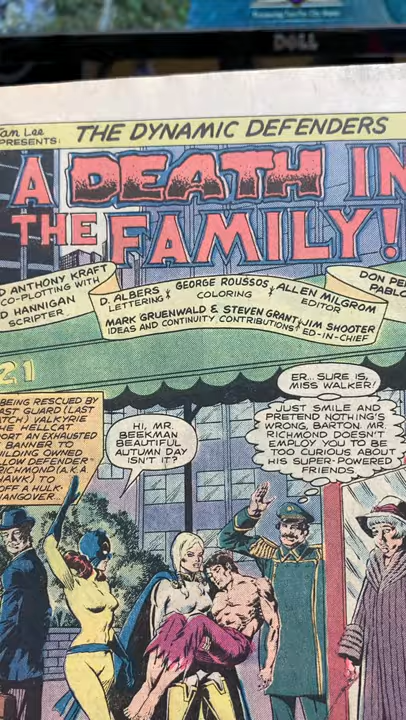 DELL
Stan Lee
PRESENTS:
THE DYNAMIC DEFENDERS
A DEATH IN
THE FAMILY!
D ANTHONY KRAFT
CO-PLOTTING WITH
D HANNIGAN
SCRIPTER
D. ALBERS
LETTERING
GEORGE ROUSSOS
COLORING
ALLEN MILGROM
EDITOR
MARK GRUENWALD & STEVEN GRANT
IDEAS AND CONTINUITY CONTRIBUTIONS
JIM SHOOTER
ED-IN-CHIEF
DON PE
PABLO
21
BEING RESCUED BY
AST GUARD (LAST
TCH) VALKYRIE
HE HELLCAT
ORT AN EXHAUSTED
BANNER TO
UILDING OWNED
LLOW DEFENDER
RICHMOND (A.K.A.
HAWK) TO
OFF A HULK-
HANGOVER..
HI, MR.
BEEKMAN
BEAUTIFUL
AUTUMN DAY
ISN'T IT?
ER... SURE IS,
MISS WALKER!
JUST SMILE AND
PRETEND NOTHING'S
WRONG, BARTON. MR.
RICHMOND DOESN'T
EMPLOY YOU TO BE
TOO CURIOUS ABOUT
HIS SUPER-POWERED
FRIENDS